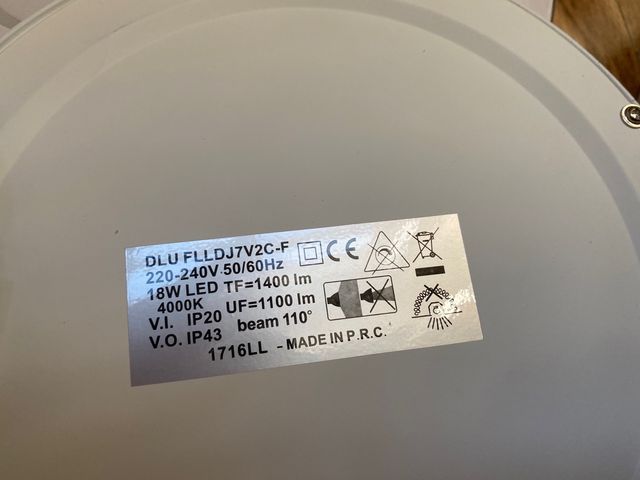 DLU FLLDJ7V2C-F CE
220-240V 50/60Hz
18W LED TF=1400 lm
4000K UF=1100 lm
V.I. IP20
V.O. IP43 beam 110°
1716LL - MADE IN P.R.C.